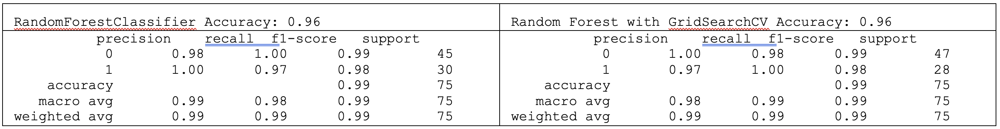 RandomForestClassifier Accuracy: 0.96
precision recall f1-score support
0 0.98 1.00 0.99 45
1 1.00 0.97 0.98 30
accuracy 0.99 75
macro avg 0.99 0.98 0.99 75
weighted avg 0.99 0.99 0.99 75
Random Forest with GridSearchCV Accuracy: 0.96
precision recall f1-score support
0 1.00 0.98 0.99 47
1 0.97 1.00 0.98 28
accuracy 0.99 75
macro avg 0.98 0.99 0.99 75
weighted avg 0.99 0.99 0.99 75